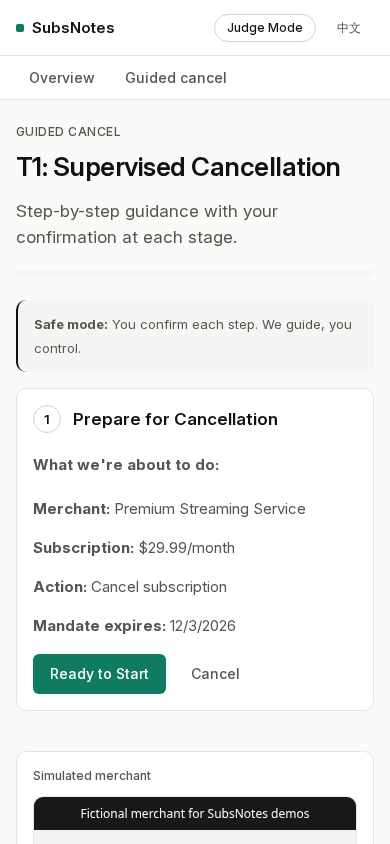 SubsNotes
Judge Mode
中文
Overview
Guided cancel
GUIDED CANCEL
T1: Supervised Cancellation
Step-by-step guidance with your
confirmation at each stage.
Safe mode: You confirm each step. We guide, you
control.
1
Prepare for Cancellation
What we're about to do:
Merchant: Premium Streaming Service
Subscription: $29.99/month
Action: Cancel subscription
Mandate expires: 12/3/2026
Ready to Start
Cancel
Simulated merchant
Fictional merchant for SubsNotes demos